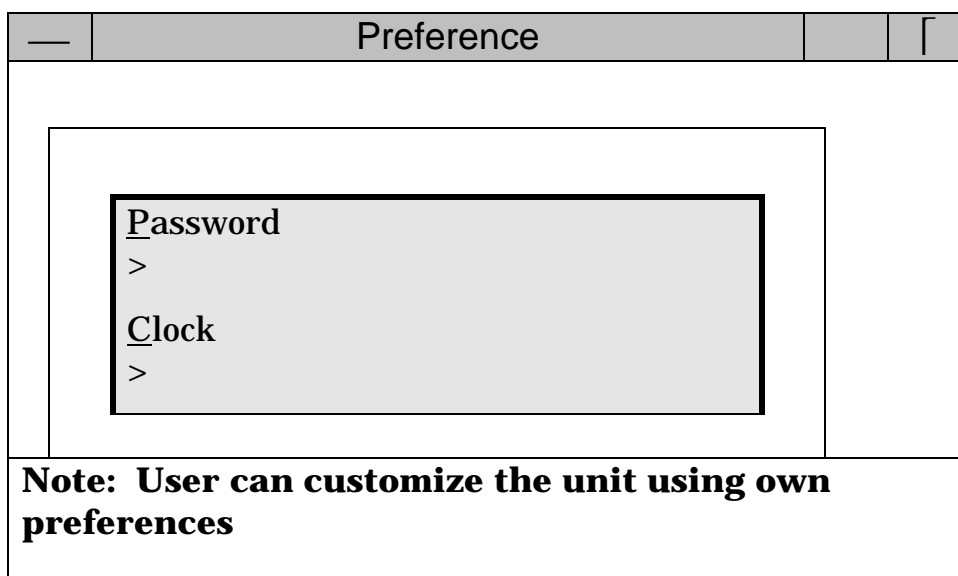 Preference
Password
>
Clock
>
Note: User can customize the unit using own
preferences